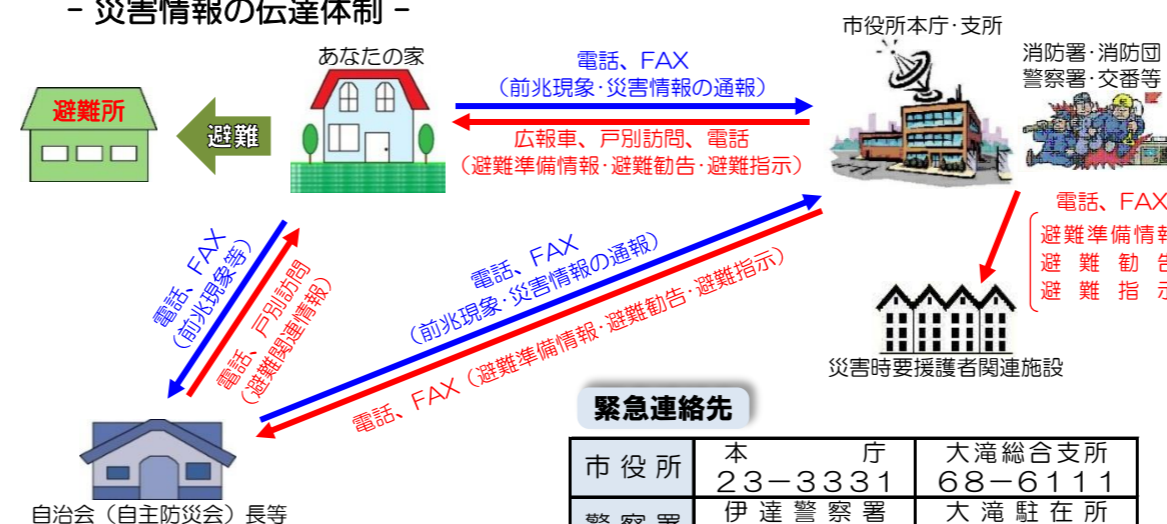 - 災害情報の伝達体制 -
市役所本庁・支所
消防署・消防団
警察署・交番等
あなたの家
避難所
避難
電話、FAX
（前兆現象・災害情報の通報）
広報車、戸別訪問、電話
（避難準備情報・避難勧告・避難指示）
電話、FAX
避難準備情報
避難勧告
避難指示
災害時要援護者関連施設
電話、FAX
（前兆現象等）
電話、戸別訪問
（避難関連情報）
電話、FAX
（前兆現象・災害情報の通報）
電話、FAX（避難準備情報・避難勧告・避難指示）
自治会（自主防災会）長等
緊急連絡先
市役所 本庁 大滝総合支所
23－3331 68－6111
警察署 伊達警察署 大滝駐在所